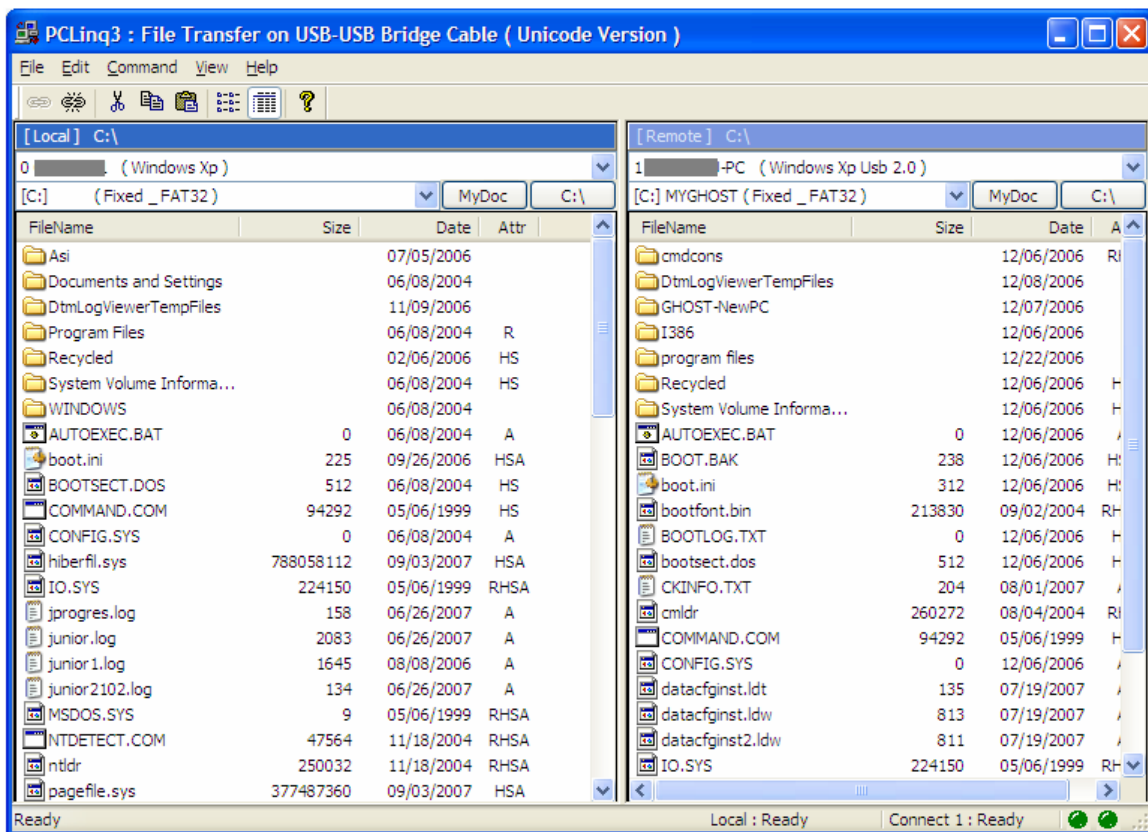 PCLinq3 : File Transfer on USB-USB Bridge Cable ( Unicode Version )
File Edit Command View Help
[ Local ] C:\
0 ( Windows Xp )
[C:] ( Fixed _ FAT32 ) MyDoc C:\
FileName Size Date Attr
Asi 07/05/2006
Documents and Settings 06/08/2004
DtmLogViewerTempFiles 11/09/2006
Program Files 06/08/2004 R
Recycled 02/06/2006 HS
System Volume Informa... 06/08/2004 HS
WINDOWS 06/08/2004
AUTOEXEC.BAT 0 06/08/2004 A
boot.ini 225 09/26/2006 HSA
BOOTSECT.DOS 512 06/08/2004 HS
COMMAND.COM 94292 05/06/1999 HS
CONFIG.SYS 0 06/08/2004 A
hiberfil.sys 788058112 09/03/2007 HSA
IO.SYS 224150 05/06/1999 RHSA
jprogres.log 158 06/26/2007 A
junior.log 2083 06/26/2007 A
junior1.log 1645 08/08/2006 A
junior2102.log 134 06/26/2007 A
MSDOS.SYS 9 05/06/1999 RHSA
NTDETECT.COM 47564 11/18/2004 RHSA
ntldr 250032 11/18/2004 RHSA
pagefile.sys 377487360 09/03/2007 HSA
[ Remote ] C:\
1 -PC ( Windows Xp Usb 2.0 )
[C:] MYGHOST ( Fixed _ FAT32 ) MyDoc C:\
FileName Size Date A
cmdcons 12/06/2006 RH
DtmLogViewerTempFiles 12/08/2006
GHOST-NewPC 12/07/2006
I386 12/06/2006
program files 12/22/2006
Recycled 12/06/2006 H
System Volume Informa... 12/06/2006 H
AUTOEXEC.BAT 0 12/06/2006
BOOT.BAK 238 12/06/2006 H
boot.ini 312 12/06/2006 H
bootfont.bin 213830 09/02/2004 RH
BOOTLOG.TXT 0 12/06/2006 H
bootsect.dos 512 12/06/2006 H
CKINFO.TXT 204 08/01/2007
cmldr 260272 08/04/2004 RH
COMMAND.COM 94292 05/06/1999 H
CONFIG.SYS 0 12/06/2006
datacfginst.ldt 135 07/19/2007
datacfginst.ldw 813 07/19/2007
datacfginst2.ldw 811 07/19/2007
IO.SYS 224150 05/06/1999 RH
Ready Local : Ready Connect 1 : Ready